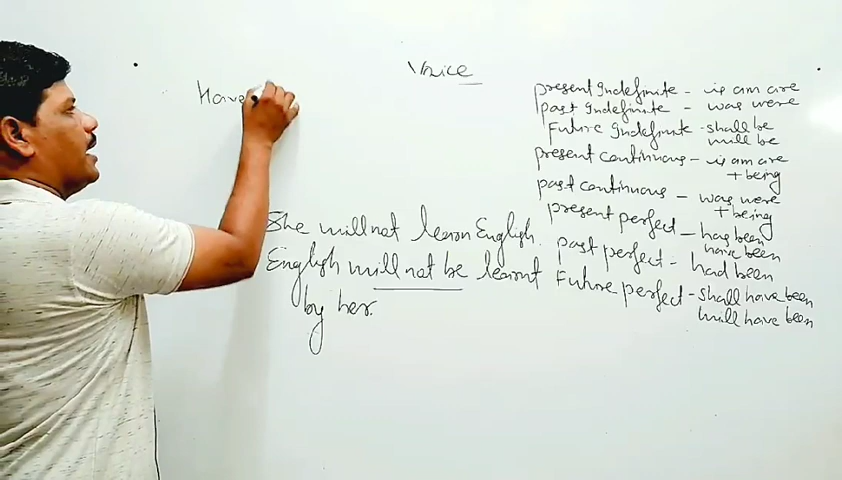 Voice
Have
present Indefinite - is am are
past Indefinite - was were
Future Indefinite - shall be
will be
present continuous - is am are
+ being
past continuous - was were
+ being
present perfect - has been
have been
past perfect - had been
Future perfect - shall have been
will have been
She will not learn English.
English will not be learnt
by her.